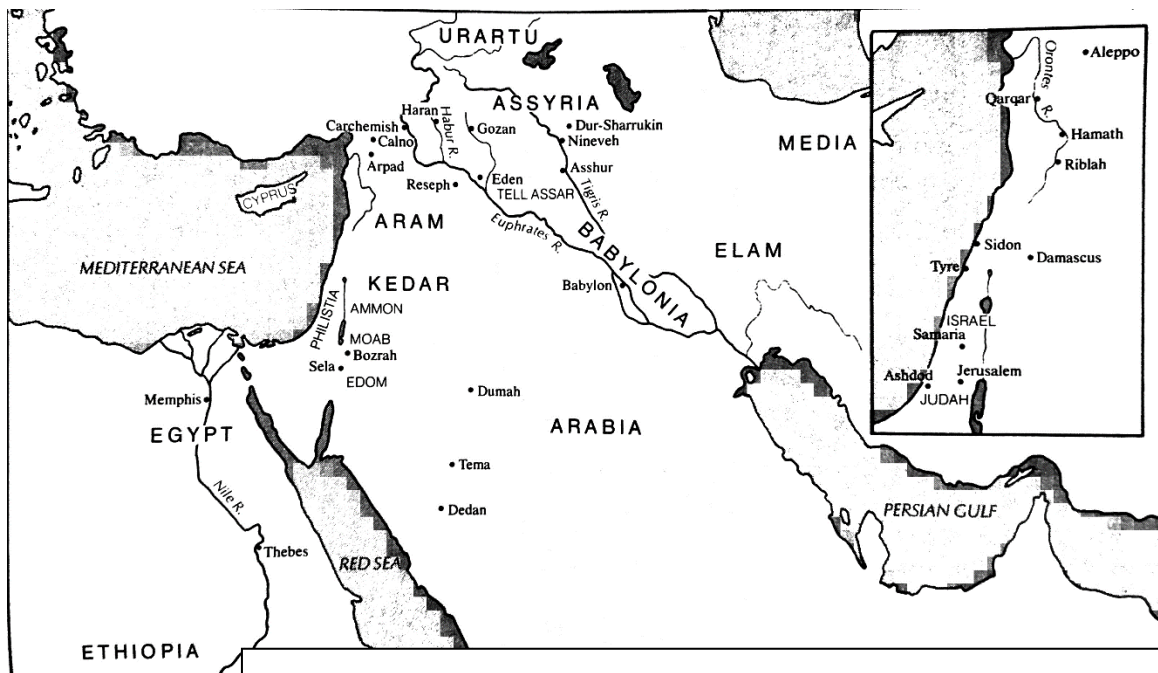 URARTU
ASSYRIA
Haran
Habur R.
Carchemish
Calno
Gozan
Dur-Sharrukin
Nineveh
Arpad
Asshur
MEDIA
Reseph
Eden
TELL ASSAR
Tigris R.
CYPRUS
ARAM
Euphrates R.
BABYLONIA
ELAM
MEDITERRANEAN SEA
KEDAR
Babylon
PHILISTIA
AMMON
MOAB
Bozrah
Sela
EDOM
Dumah
Memphis
EGYPT
ARABIA
Tema
Nile R.
Dedan
PERSIAN GULF
Thebes
RED SEA
ETHIOPIA
Orontes R.
Aleppo
Qarqar
Hamath
Riblah
Sidon
Damascus
Tyre
ISRAEL
Samaria
Ashdod
Jerusalem
JUDAH